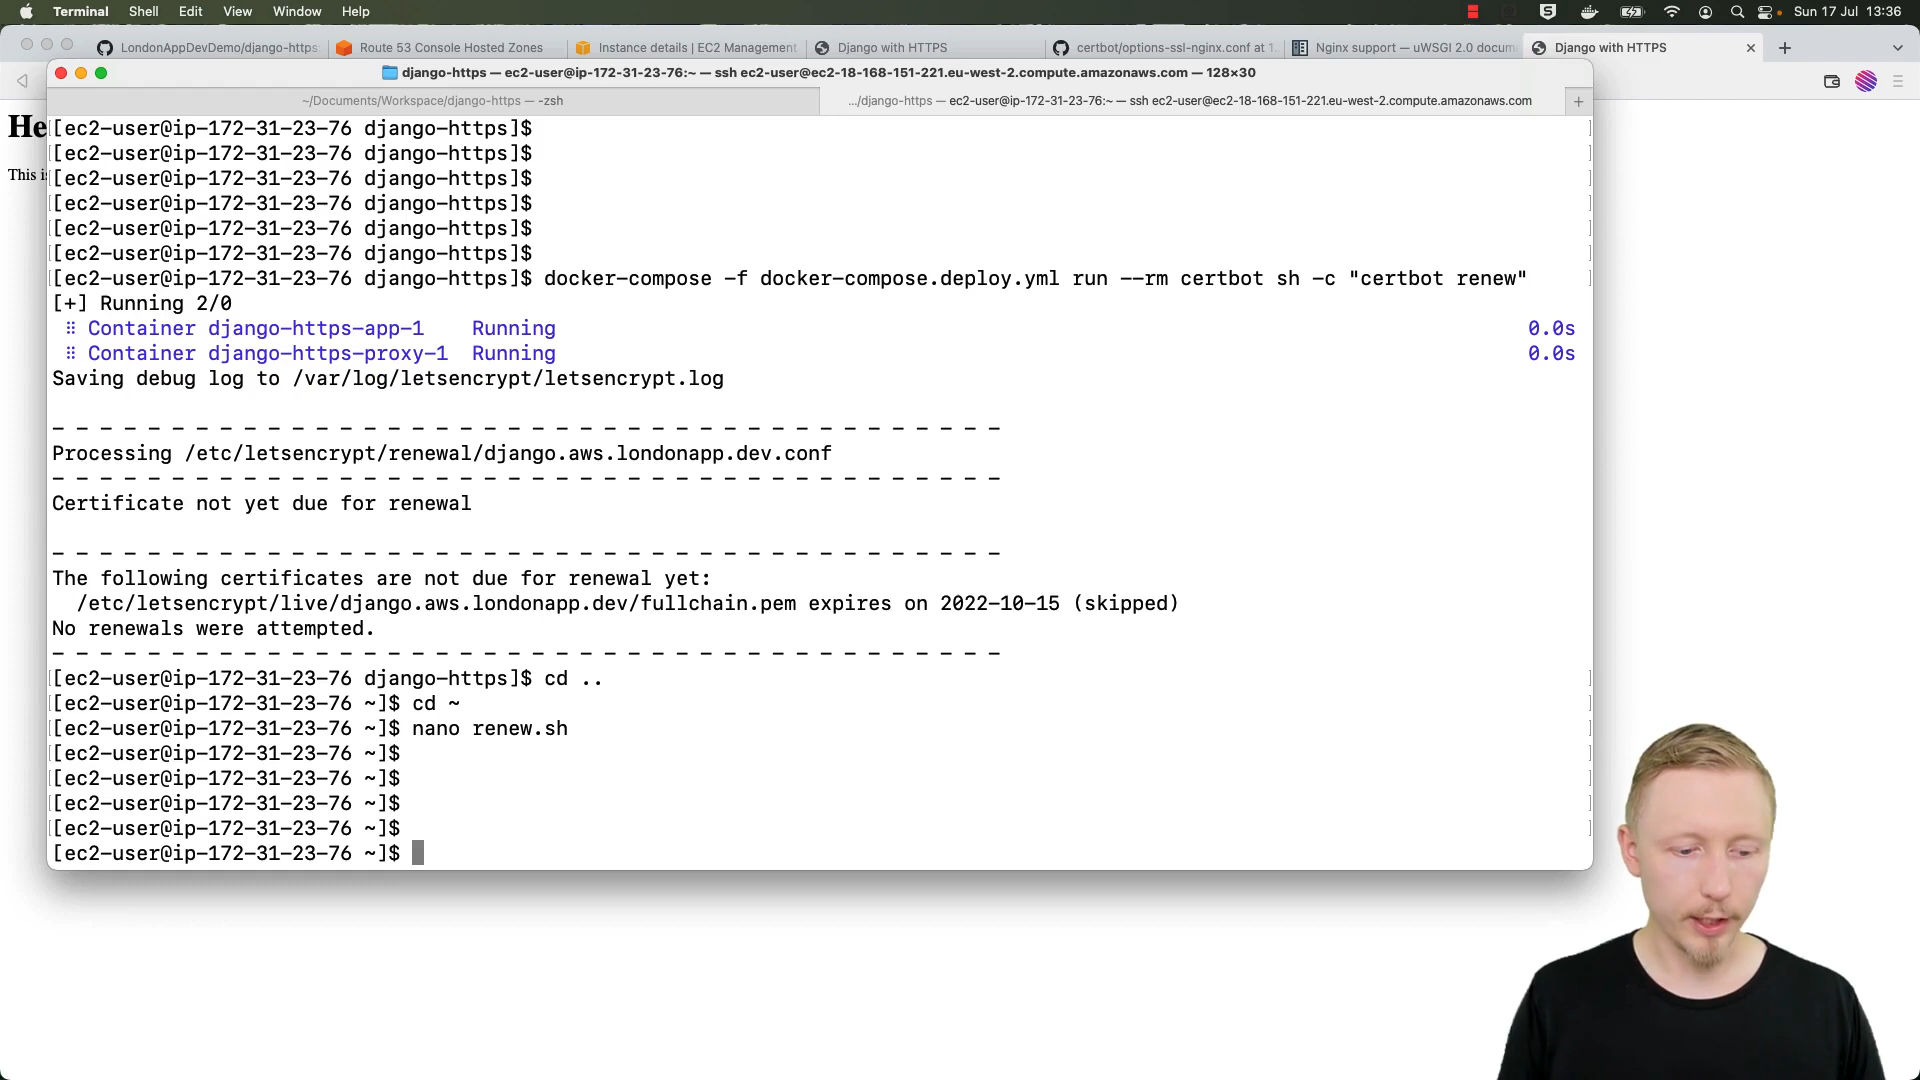 Terminal Shell Edit View Window Help Sun 17 Jul 13:36
LondonAppDevDemo/django-https: Route 53 Console Hosted Zones Instance details | EC2 Management Django with HTTPS certbot/options-ssl-nginx.conf at 1. Nginx support — uWSGI 2.0 docum Django with HTTPS
django-https — ec2-user@ip-172-31-23-76:~ — ssh ec2-user@ec2-18-168-151-221.eu-west-2.compute.amazonaws.com — 128×30
~/Documents/Workspace/django-https — -zsh .../django-https — ec2-user@ip-172-31-23-76:~ — ssh ec2-user@ec2-18-168-151-221.eu-west-2.compute.amazonaws.com
He
This is
[ec2-user@ip-172-31-23-76 django-https]$
[ec2-user@ip-172-31-23-76 django-https]$
[ec2-user@ip-172-31-23-76 django-https]$
[ec2-user@ip-172-31-23-76 django-https]$
[ec2-user@ip-172-31-23-76 django-https]$
[ec2-user@ip-172-31-23-76 django-https]$
[ec2-user@ip-172-31-23-76 django-https]$ docker-compose -f docker-compose.deploy.yml run --rm certbot sh -c "certbot renew"
[+] Running 2/0
⠿ Container django-https-app-1 Running 0.0s
⠿ Container django-https-proxy-1 Running 0.0s
Saving debug log to /var/log/letsencrypt/letsencrypt.log
- - - - - - - - - - - - - - - - - - - - - - - - - - - - - - - - - - - - - - - -
Processing /etc/letsencrypt/renewal/django.aws.londonapp.dev.conf
- - - - - - - - - - - - - - - - - - - - - - - - - - - - - - - - - - - - - - - -
Certificate not yet due for renewal
- - - - - - - - - - - - - - - - - - - - - - - - - - - - - - - - - - - - - - - -
The following certificates are not due for renewal yet:
/etc/letsencrypt/live/django.aws.londonapp.dev/fullchain.pem expires on 2022-10-15 (skipped)
No renewals were attempted.
- - - - - - - - - - - - - - - - - - - - - - - - - - - - - - - - - - - - - - - -
[ec2-user@ip-172-31-23-76 django-https]$ cd ..
[ec2-user@ip-172-31-23-76 ~]$ cd ~
[ec2-user@ip-172-31-23-76 ~]$ nano renew.sh
[ec2-user@ip-172-31-23-76 ~]$
[ec2-user@ip-172-31-23-76 ~]$
[ec2-user@ip-172-31-23-76 ~]$
[ec2-user@ip-172-31-23-76 ~]$
[ec2-user@ip-172-31-23-76 ~]$